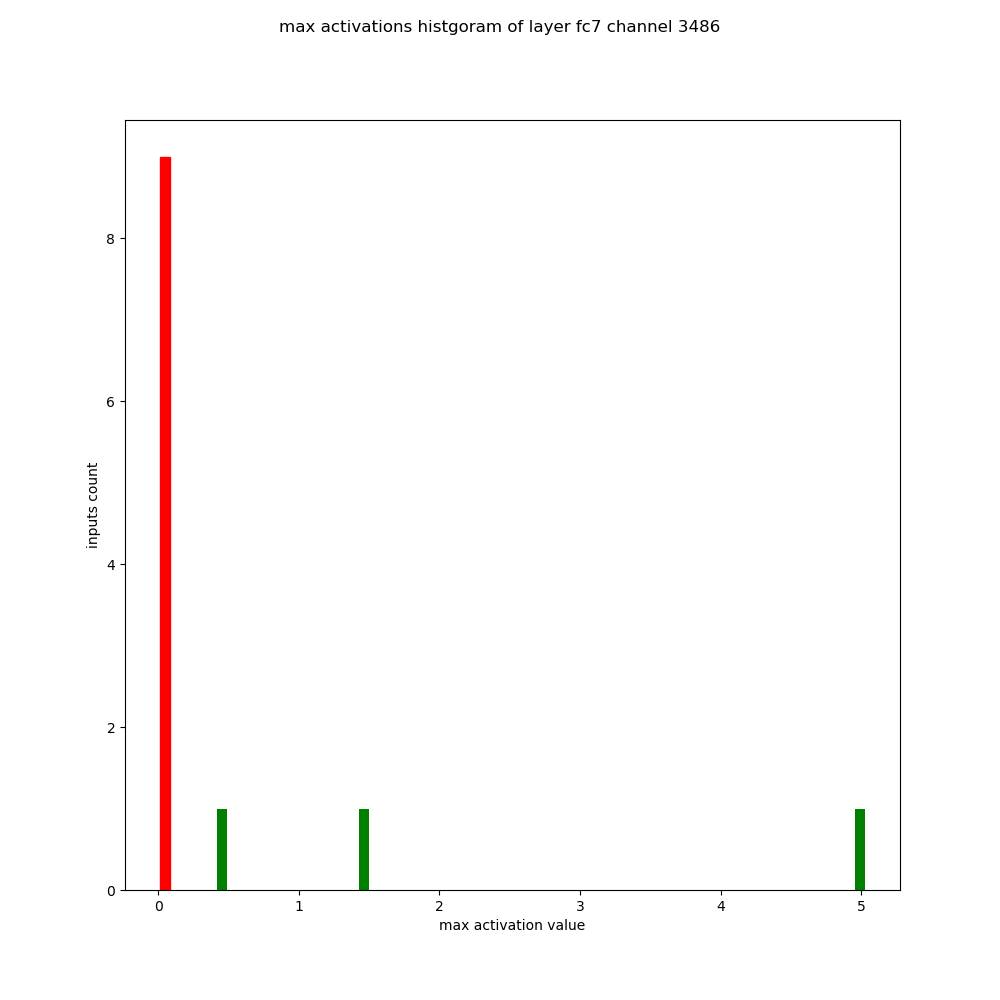 max activations histgoram of layer fc7 channel 3486
8
6
4
2
0
inputs count
0 1 2 3 4 5
max activation value